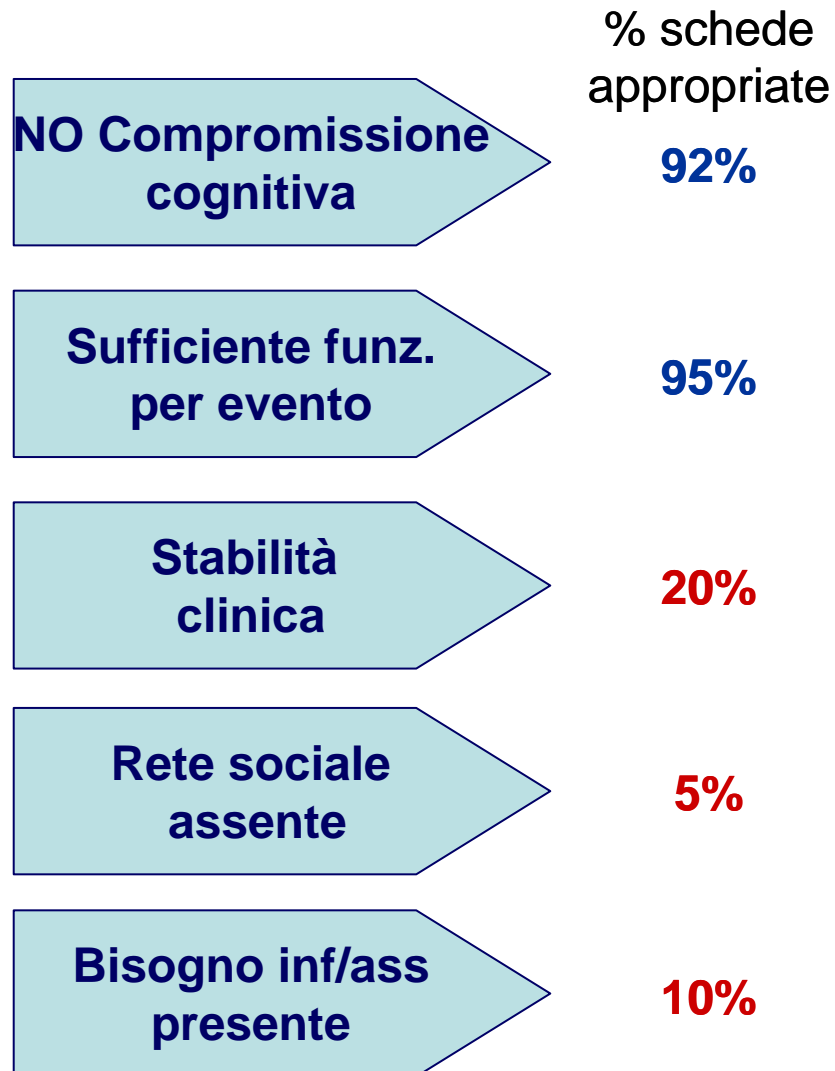 % schede
appropriate
NO Compromissione
cognitiva
92%
Sufficiente funz.
per evento
95%
Stabilità
clinica
20%
Rete sociale
assente
5%
Bisogno inf/ass
presente
10%